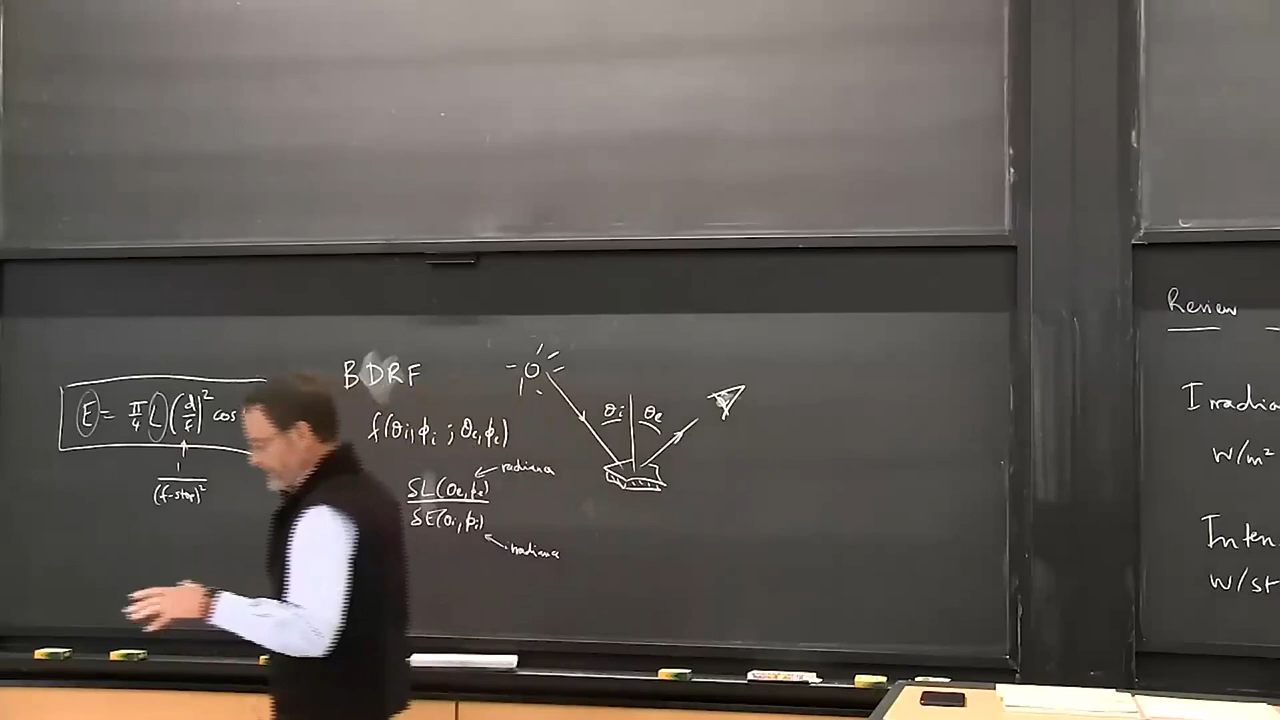 E = π/4 L (d/f)² cos
1
(f-stop)²
BDRF
f(θi, φi ; θe, φe)
δL(θe, φe)
radiance
δE(θi, φi)
irradiance
θi θe
Review
Irradia
W/m²
Inten
W/st